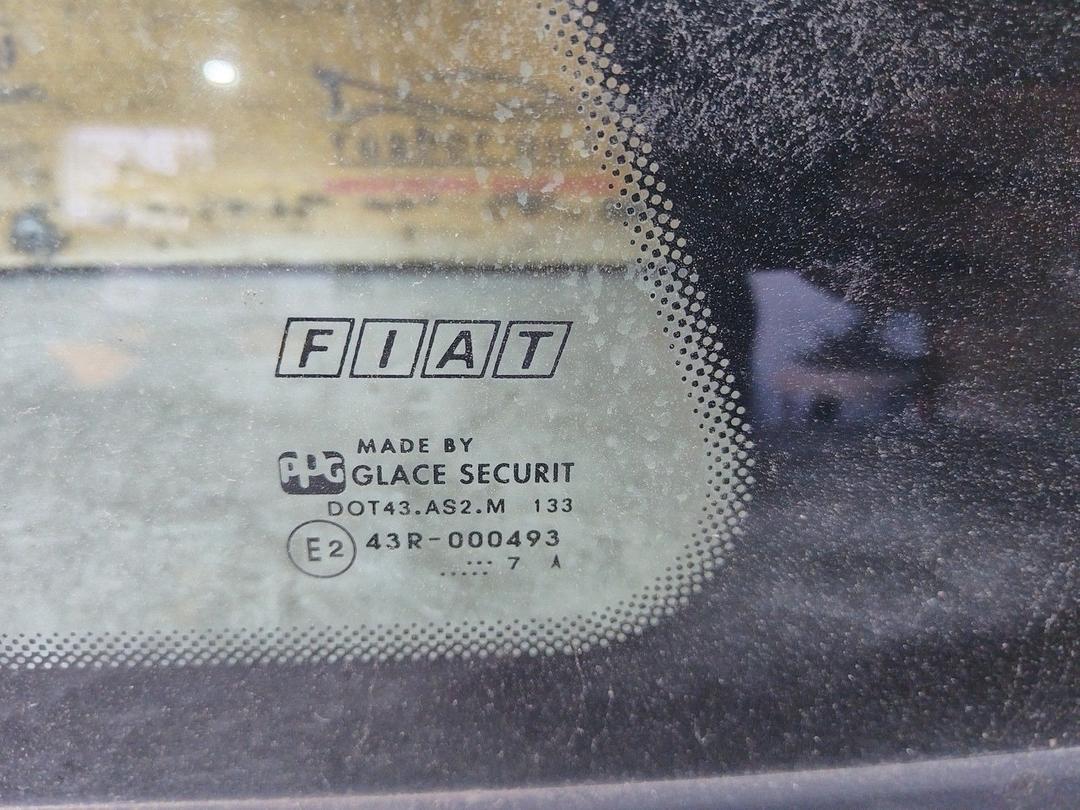 FIAT
MADE BY
PPG GLACE SECURIT
DOT43.AS2.M 133
E2 43R-000493
..... ... 7 A